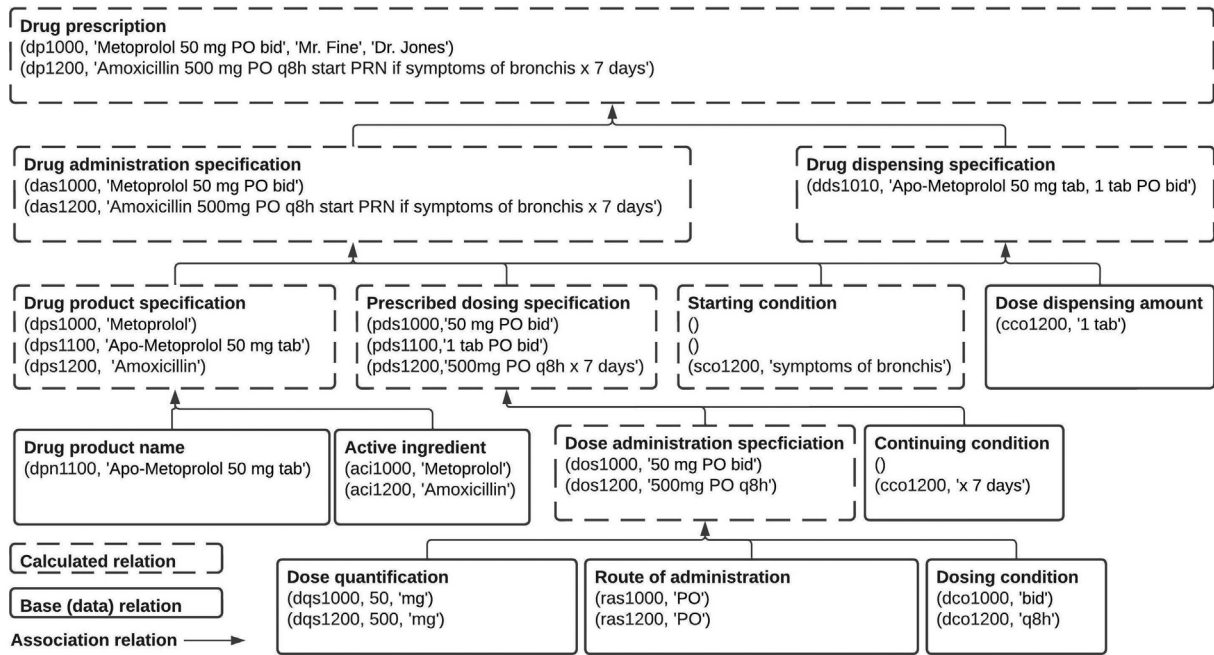 Drug prescription
(dp1000, 'Metoprolol 50 mg PO bid', 'Mr. Fine', 'Dr. Jones')
(dp1200, 'Amoxicillin 500 mg PO q8h start PRN if symptoms of bronchis x 7 days')
Drug administration specification
(das1000, 'Metoprolol 50 mg PO bid')
(das1200, 'Amoxicillin 500mg PO q8h start PRN if symptoms of bronchis x 7 days')
Drug dispensing specification
(dds1010, 'Apo-Metoprolol 50 mg tab, 1 tab PO bid')
Drug product specification
(dps1000, 'Metoprolol')
(dps1100, 'Apo-Metoprolol 50 mg tab')
(dps1200, 'Amoxicillin')
Prescribed dosing specification
(pds1000,'50 mg PO bid')
(pds1100,'1 tab PO bid')
(pds1200,'500mg PO q8h x 7 days')
Starting condition
()
()
(sco1200, 'symptoms of bronchis')
Dose dispensing amount
(cco1200, '1 tab')
Drug product name
(dpn1100, 'Apo-Metoprolol 50 mg tab')
Active ingredient
(aci1000, 'Metoprolol')
(aci1200, 'Amoxicillin')
Dose administration specficiation
(dos1000, '50 mg PO bid')
(dos1200, '500mg PO q8h')
Continuing condition
()
(cco1200, 'x 7 days')
Calculated relation
Base (data) relation
Association relation
Dose quantification
(dqs1000, 50, 'mg')
(dqs1200, 500, 'mg')
Route of administration
(ras1000, 'PO')
(ras1200, 'PO')
Dosing condition
(dco1000, 'bid')
(dco1200, 'q8h')